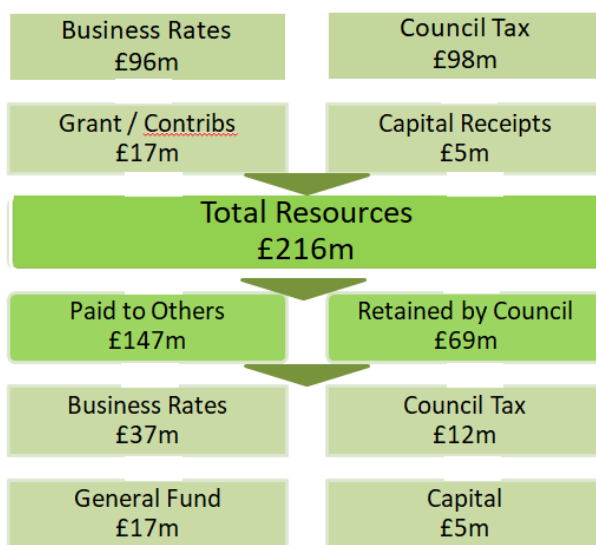 Business Rates
£96m
Council Tax
£98m
Grant / Contribs
£17m
Capital Receipts
£5m
Total Resources
£216m
Paid to Others
£147m
Retained by Council
£69m
Business Rates
£37m
Council Tax
£12m
General Fund
£17m
Capital
£5m